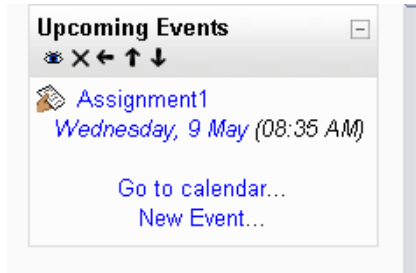 Upcoming Events
Assignment1
Wednesday, 9 May (08:35 AM)
Go to calendar...
New Event...